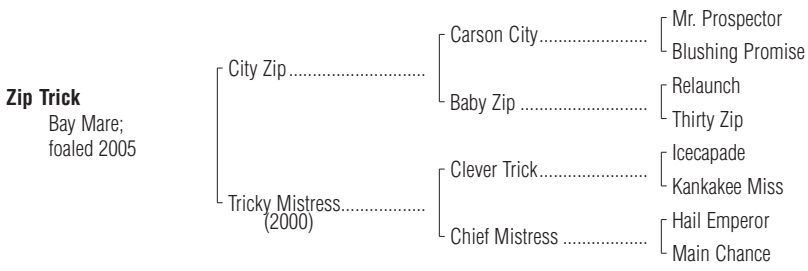 Mr. Prospector
Carson City......................
Blushing Promise
City Zip ...........................
Relaunch
Baby Zip .........................
Thirty Zip
Zip Trick
Bay Mare;
foaled 2005
Icecapade
Clever Trick......................
Kankakee Miss
Tricky Mistress.................
(2000)
Hail Emperor
Chief Mistress .................
Main Chance